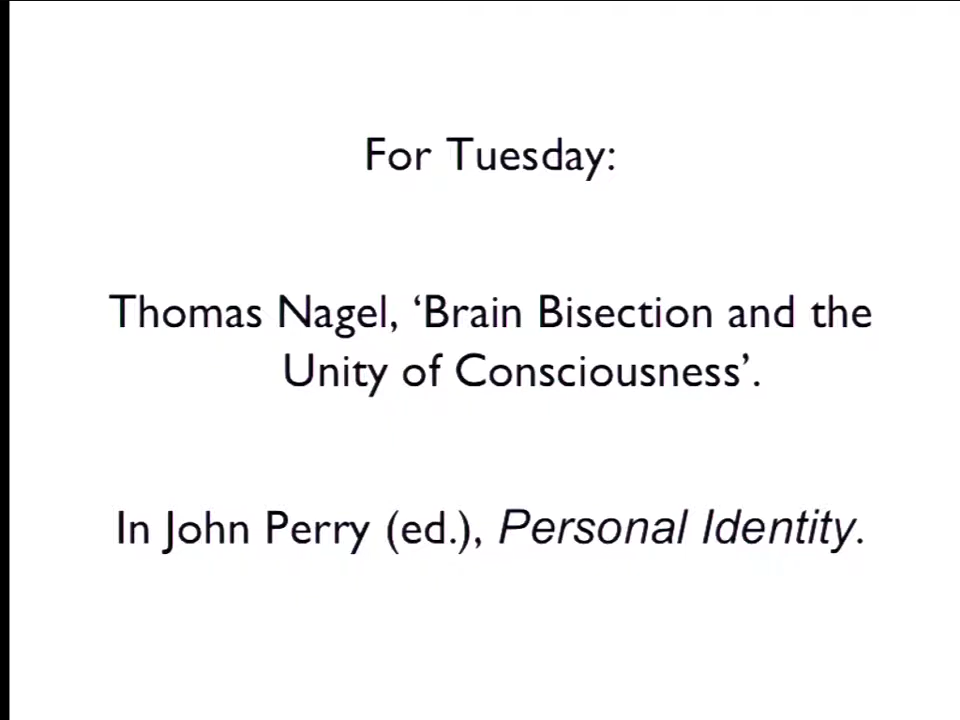 For Tuesday:
Thomas Nagel, ‘Brain Bisection and the
Unity of Consciousness’.
In John Perry (ed.), Personal Identity.